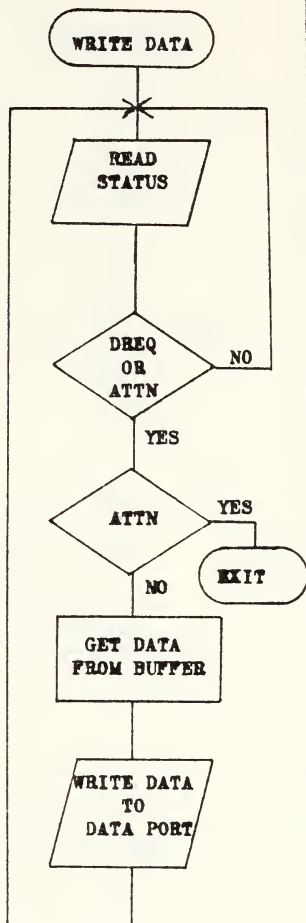 WRITE DATA
READ
STATUS
DREQ
OR
ATTN
NO
YES
ATTN
YES
EXIT
NO
GET DATA
FROM BUFFER
WRITE DATA
TO
DATA PORT